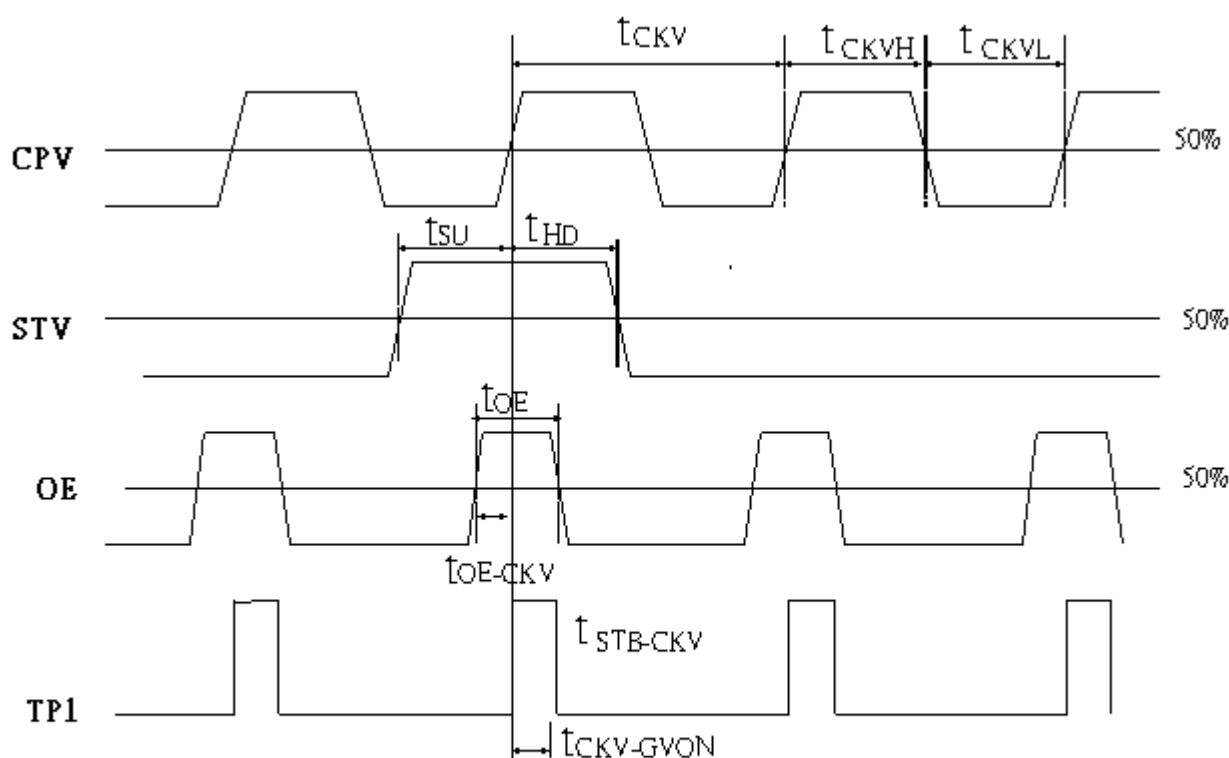 tCKV
tCKVH
tCKVL
CPV
50%
tSU
tHD
STV
50%
tOE
OE
50%
tOE-CKV
tSTB-CKV
TP1
tCKV-GVON